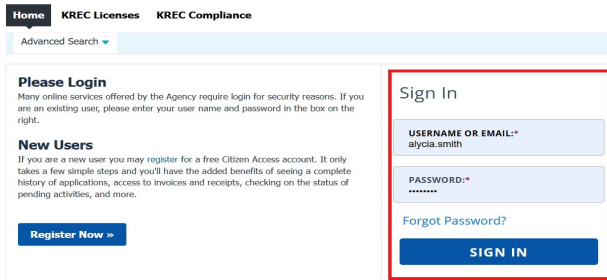 Home KREC Licenses KREC Compliance
Advanced Search
Please Login
Many online services offered by the Agency require login for security reasons. If you
are an existing user, please enter your user name and password in the box on the
right.
New Users
If you are a new user you may register for a free Citizen Access account. It only
takes a few simple steps and you'll have the added benefits of seeing a complete
history of applications, access to invoices and receipts, checking on the status of
pending activities, and more.
Register Now »
Sign In
USERNAME OR EMAIL:*
alycia.smith
PASSWORD:*
••••••••
Forgot Password?
SIGN IN